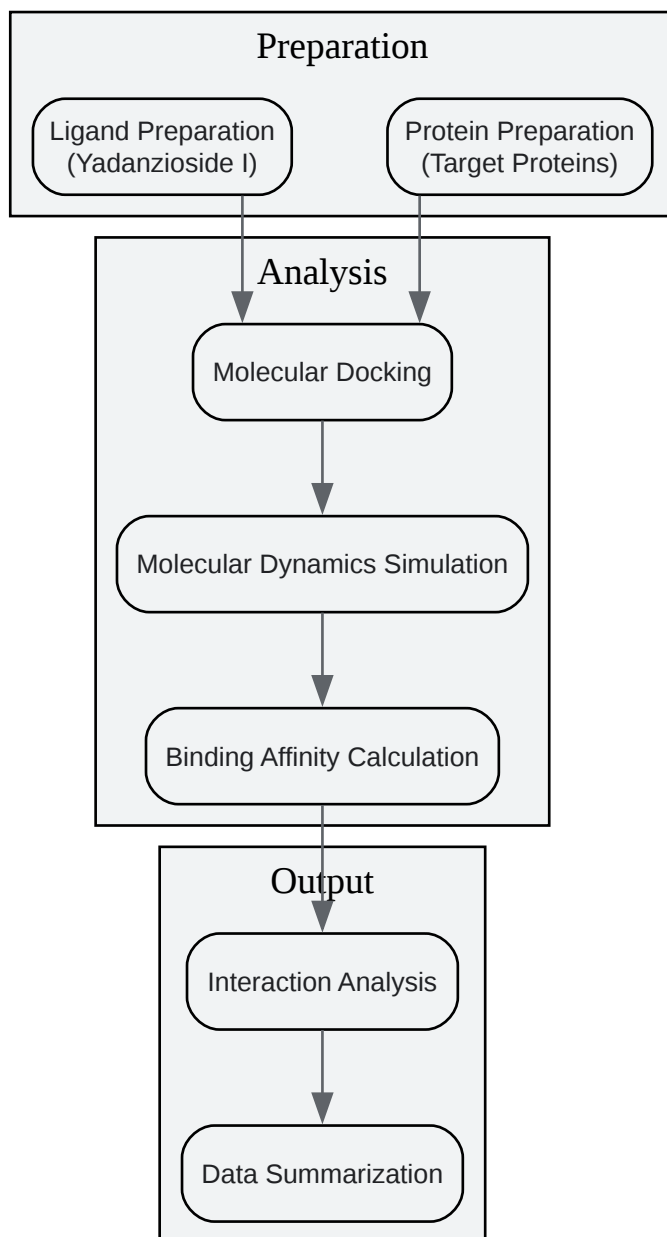 Preparation
Ligand Preparation
(Yadanzioside I)
Protein Preparation
(Target Proteins)
Analysis
Molecular Docking
Molecular Dynamics Simulation
Binding Affinity Calculation
Output
Interaction Analysis
Data Summarization